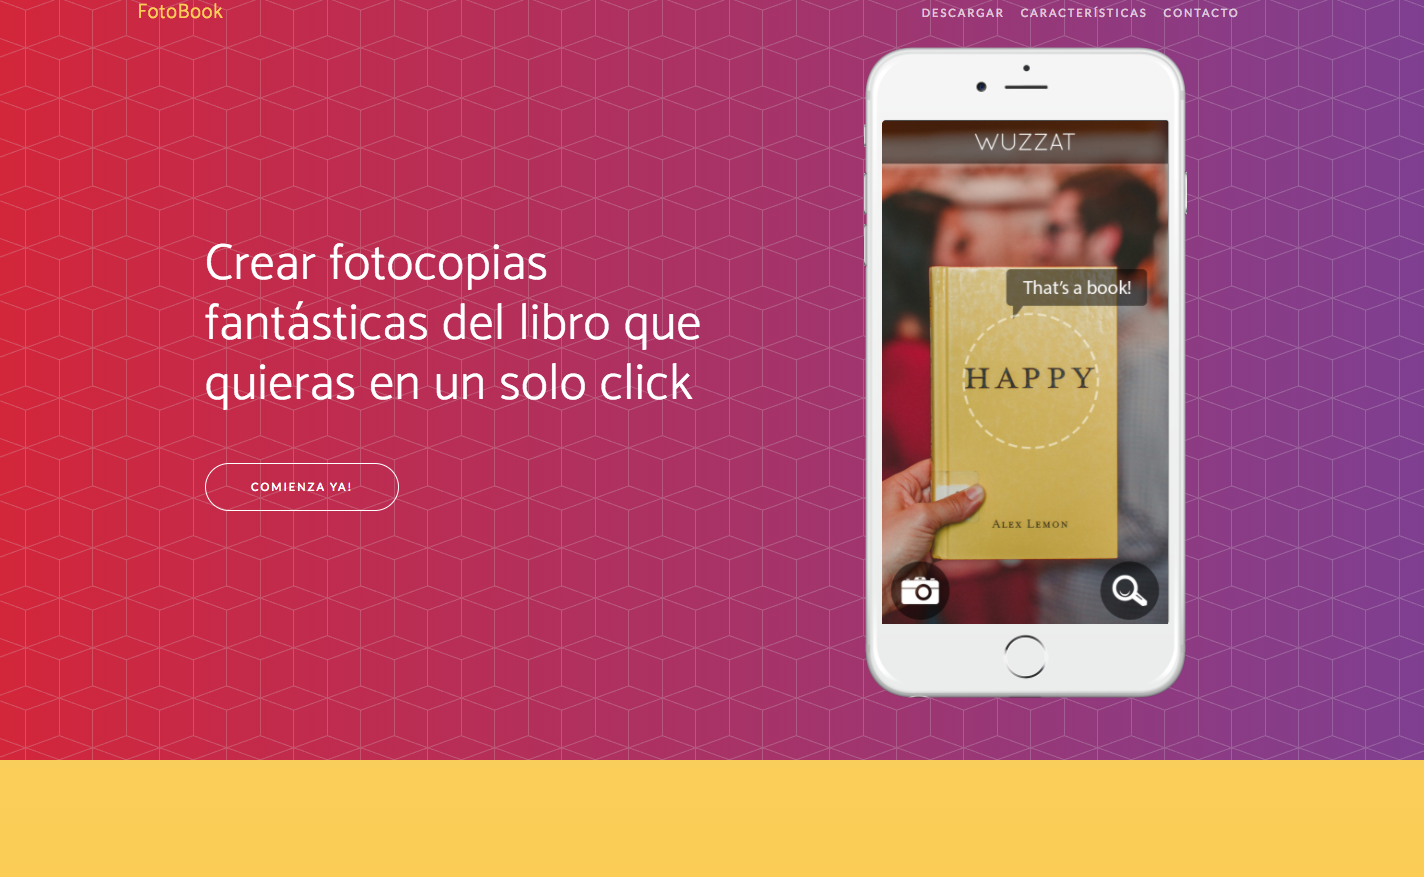 FotoBook
DESCARGAR CARACTERÍSTICAS CONTACTO
WUZZAT
That's a book!
HAPPY
ALEX LEMON
Crear fotocopias
fantásticas del libro que
quieras en un solo click
COMIENZA YA!